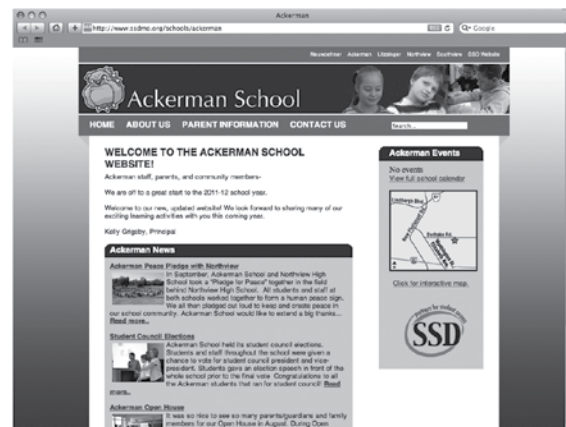 Ackerman
http://www.ssdmo.org/schools/ackerman
Google
Neuwoehner Ackerman Litzsinger Northview Southview SSD Website
Ackerman School
HOME ABOUT US PARENT INFORMATION CONTACT US
Search...
WELCOME TO THE ACKERMAN SCHOOL
WEBSITE!
Ackerman staff, parents, and community members-
We are off to a great start to the 2011-12 school year.
Welcome to our new, updated website! We look forward to sharing many of our
exciting learning activities with you this coming year.
Kelly Grigsby, Principal
Ackerman News
Ackerman Peace Pledge with Northview
In September, Ackerman School and Northview High
School took a "Pledge for Peace" together in the field
behind Northview High School. All students and staff at
both schools worked together to form a human peace sign.
We all then pledged out loud to keep and create peace in
our school community. Ackerman School would like to extend a big thanks...
Read more..
Student Council Elections
Ackerman School held its student council elections.
Students and staff throughout the school were given a
chance to vote for student council president and vice-
president. Students gave an election speech in front of the
whole school prior to the final vote. Congratulations to all
the Ackerman students that ran for student council! Read
more..
Ackerman Open House
It was so nice to see so many parents/guardians and family
members for our Open House in August. During Open
Ackerman Events
No events
View full school calendar
Click for interactive map.
SSD